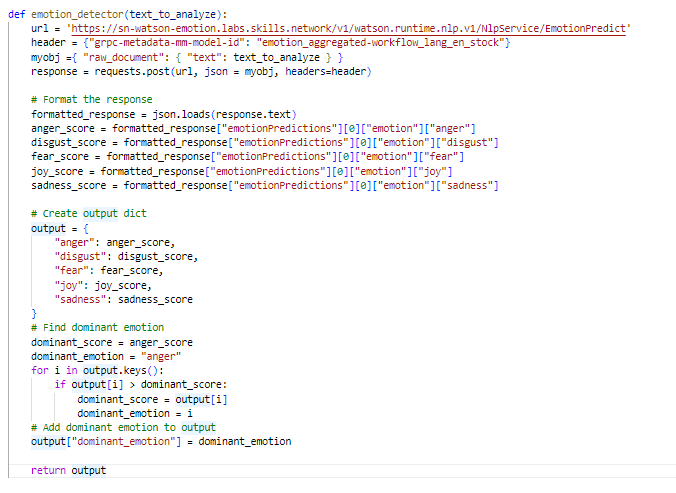 def emotion_detector(text_to_analyze):
    url = 'https://sn-watson-emotion.labs.skills.network/v1/watson.runtime.nlp.v1/NlpService/EmotionPredict'
    header = {"grpc-metadata-mm-model-id": "emotion_aggregated-workflow_lang_en_stock"}
    myobj ={ "raw_document": { "text": text_to_analyze } }
    response = requests.post(url, json = myobj, headers=header)

    # Format the response
    formatted_response = json.loads(response.text)
    anger_score = formatted_response["emotionPredictions"][0]["emotion"]["anger"]
    disgust_score = formatted_response["emotionPredictions"][0]["emotion"]["disgust"]
    fear_score = formatted_response["emotionPredictions"][0]["emotion"]["fear"]
    joy_score = formatted_response["emotionPredictions"][0]["emotion"]["joy"]
    sadness_score = formatted_response["emotionPredictions"][0]["emotion"]["sadness"]

    # Create output dict
    output = {
        "anger": anger_score,
        "disgust": disgust_score,
        "fear": fear_score,
        "joy": joy_score,
        "sadness": sadness_score
    }
    # Find dominant emotion
    dominant_score = anger_score
    dominant_emotion = "anger"
    for i in output.keys():
        if output[i] > dominant_score:
            dominant_score = output[i]
            dominant_emotion = i
    # Add dominant emotion to output
    output["dominant_emotion"] = dominant_emotion

    return output